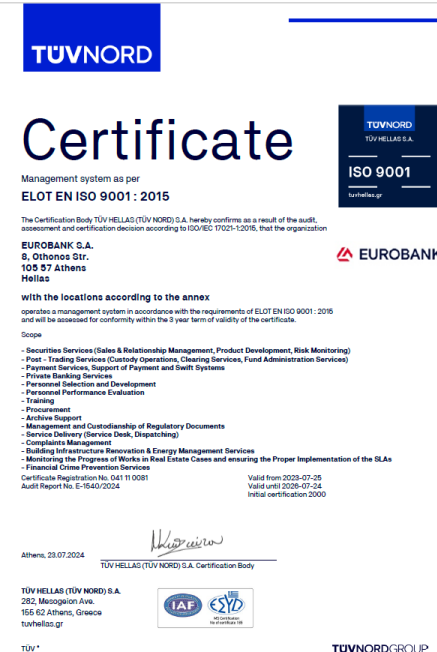 TÜVNORD
Certificate
Management system as per
ELOT EN ISO 9001 : 2015
TÜVNORD
TÜV HELLAS S.A.
ISO 9001
tuvhellas.gr
The Certification Body TÜV HELLAS (TÜV NORD) S.A. hereby confirms as a result of the audit,
assessment and certification decision according to ISO/IEC 17021-1:2015, that the organization
EUROBANK S.A.
8, Othonos Str.
105 57 Athens
Hellas
EUROBANK
with the locations according to the annex
operates a management system in accordance with the requirements of ELOT EN ISO 9001 : 2015
and will be assessed for conformity within the 3 year term of validity of the certificate.
Scope
- Securities Services (Sales & Relationship Management, Product Development, Risk Monitoring)
- Post - Trading Services (Custody Operations, Clearing Services, Fund Administration Services)
- Payment Services, Support of Payment and Swift Systems
- Private Banking Services
- Personnel Selection and Development
- Personnel Performance Evaluation
- Training
- Procurement
- Archive Support
- Management and Custodianship of Regulatory Documents
- Service Delivery (Service Desk, Dispatching)
- Complaints Management
- Building Infrastructure Renovation & Energy Management Services
- Monitoring the Progress of Works in Real Estate Cases and ensuring the Proper Implementation of the SLAs
- Financial Crime Prevention Services
Certificate Registration No. 041 11 0081
Audit Report No. E-1540/2024
Valid from 2023-07-25
Valid until 2026-07-24
Initial certification 2000
Athens, 23.07.2024
TÜV HELLAS (TÜV NORD) S.A. Certification Body
TÜV HELLAS (TÜV NORD) S.A.
282, Mesogeion Ave.
155 62 Athens, Greece
tuvhellas.gr
IAF
ΕΣΥΔ
TÜV ®
TÜVNORDGROUP